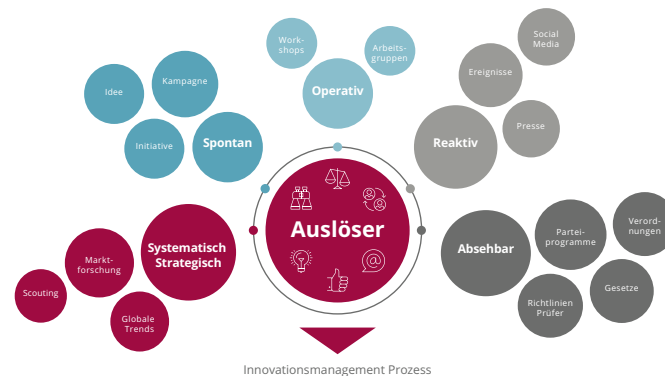 Social
Media
Work-
shops
Arbeits-
gruppen
Ereignisse
Kampagne
Idee
Operativ
Presse
Initiative
Spontan
Reaktiv
Auslöser
@
Systematisch
Strategisch
Markt-
forschung
Scouting
Globale
Trends
Absehbar
Partei-
programme
Verord-
nungen
Gesetze
Richtlinien
Prüfer
Innovationsmanagement Prozess